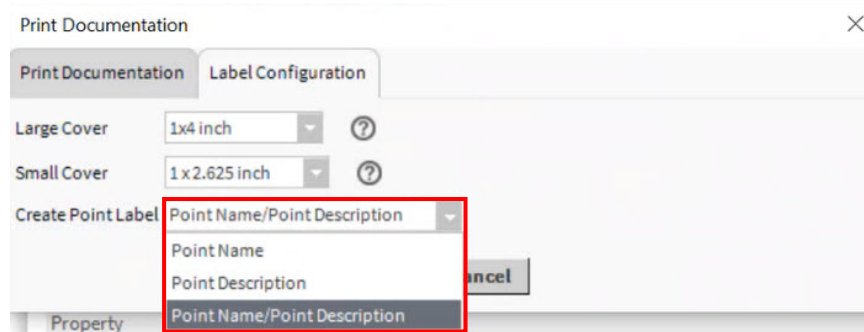 Print Documentation
Print Documentation Label Configuration
Large Cover 1x4 inch ?
Small Cover 1 x 2.625 inch ?
Create Point Label Point Name/Point Description
Point Name
Point Description
ancel
Point Name/Point Description
Property